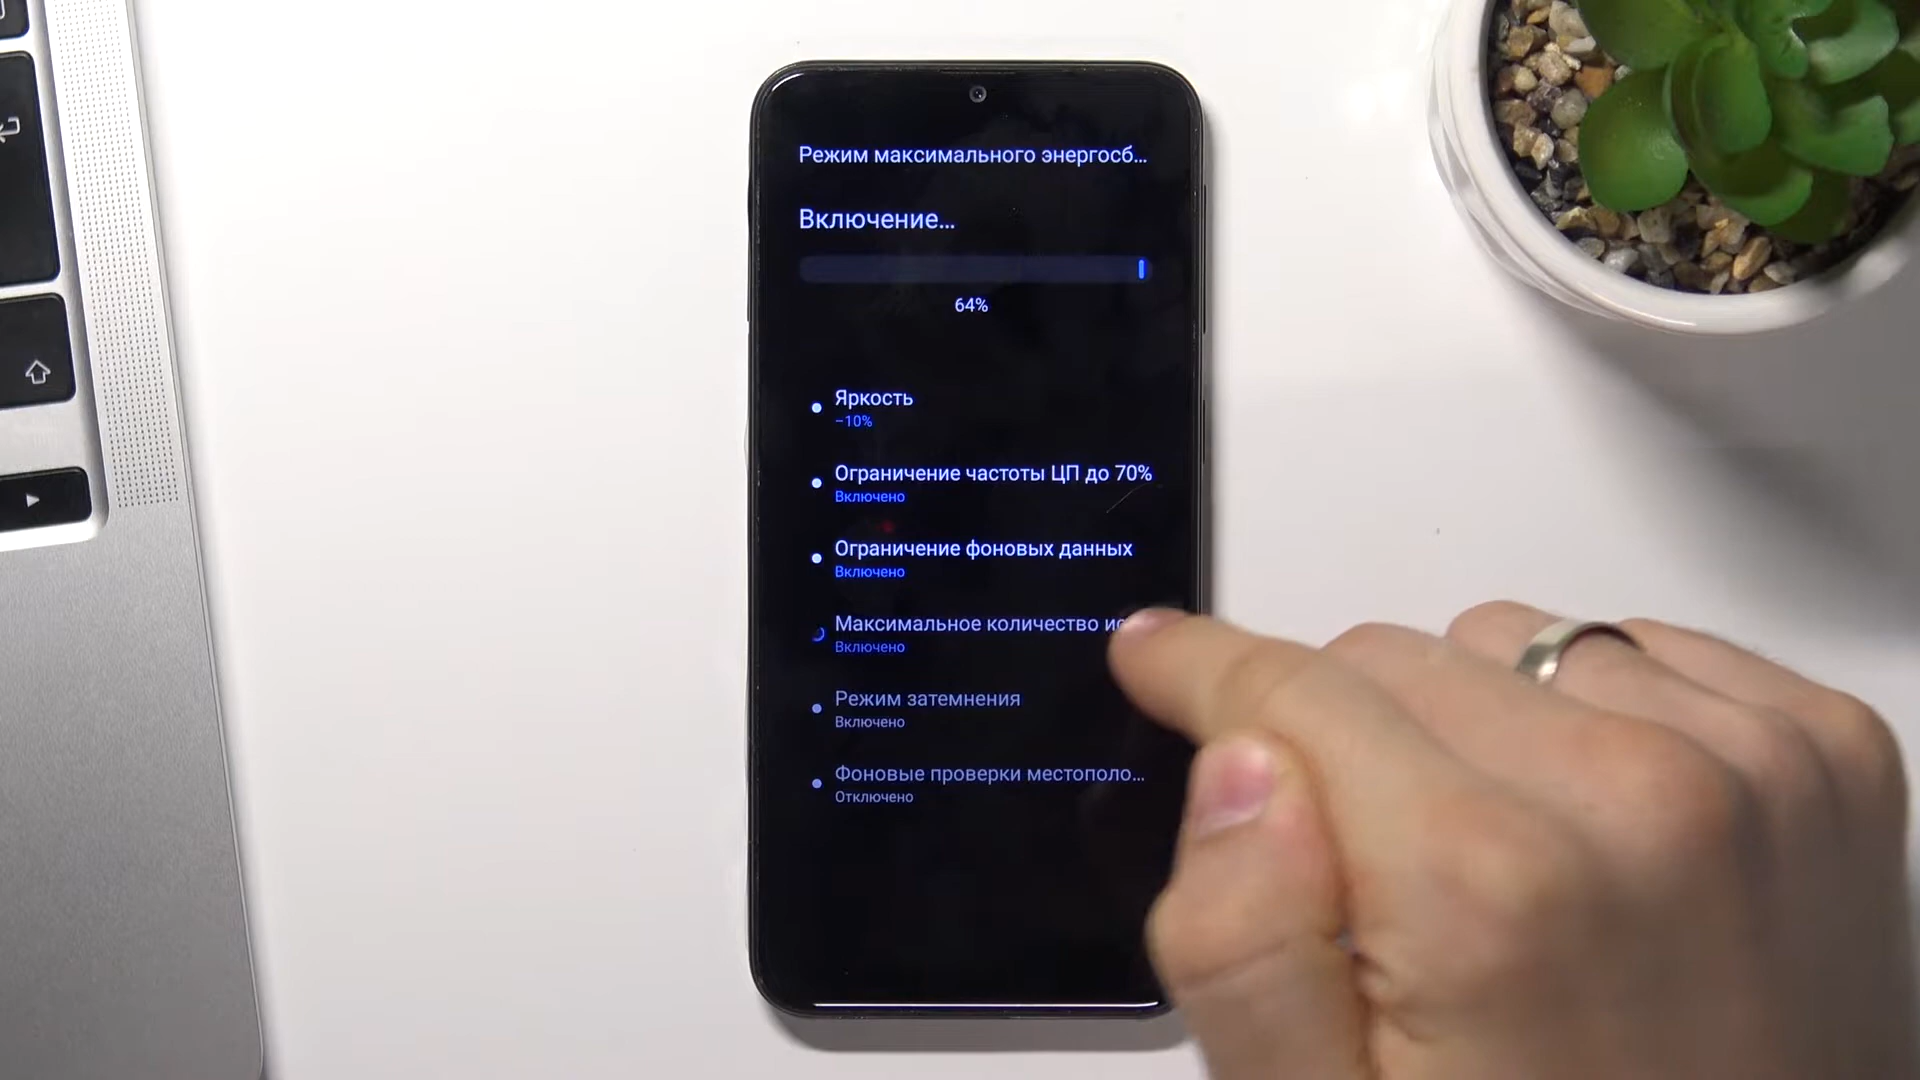 Режим максимального энергосб...
Включение...
64%
Яркость
–10%
Ограничение частоты ЦП до 70%
Включено
Ограничение фоновых данных
Включено
Максимальное количество
Включено
Режим затемнения
Включено
Фоновые проверки местополо...
Отключено